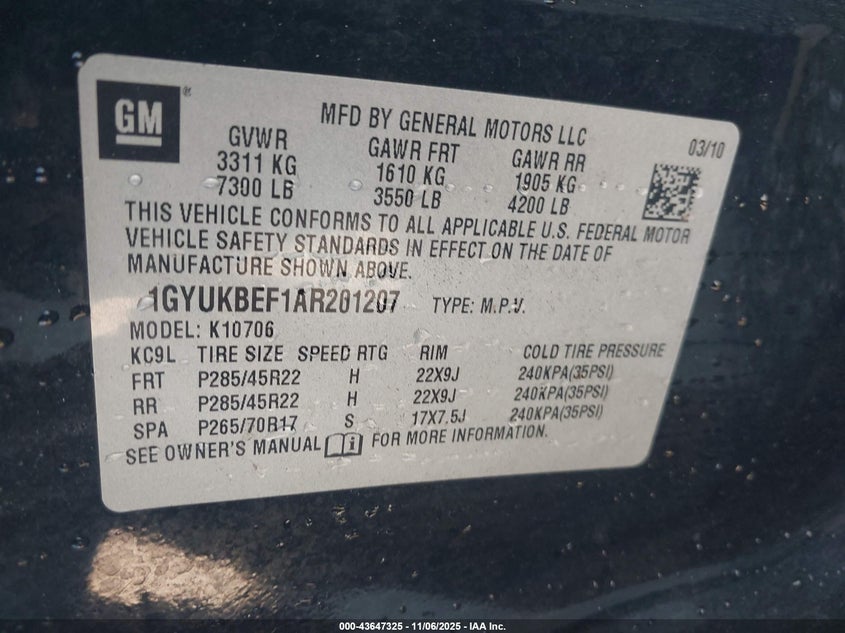 GM®
MFD BY GENERAL MOTORS LLC
03/10
GVWR GAWR FRT GAWR RR
3311 KG 1610 KG 1905 KG
7300 LB 3550 LB 4200 LB
THIS VEHICLE CONFORMS TO ALL APPLICABLE U.S. FEDERAL MOTOR
VEHICLE SAFETY STANDARDS IN EFFECT ON THE DATE OF
MANUFACTURE SHOWN ABOVE.
1GYUKBEF1AR201207 TYPE: M.P.V.
MODEL: K10706
KC9L TIRE SIZE SPEED RTG RIM COLD TIRE PRESSURE
FRT P285/45R22 H 22X9J 240KPA(35PSI)
RR P285/45R22 H 22X9J 240KPA(35PSI)
SPA P265/70R17 S 17X7.5J 240KPA(35PSI)
SEE OWNER'S MANUAL FOR MORE INFORMATION.
000-43647325 - 11/06/2025 - IAA Inc.